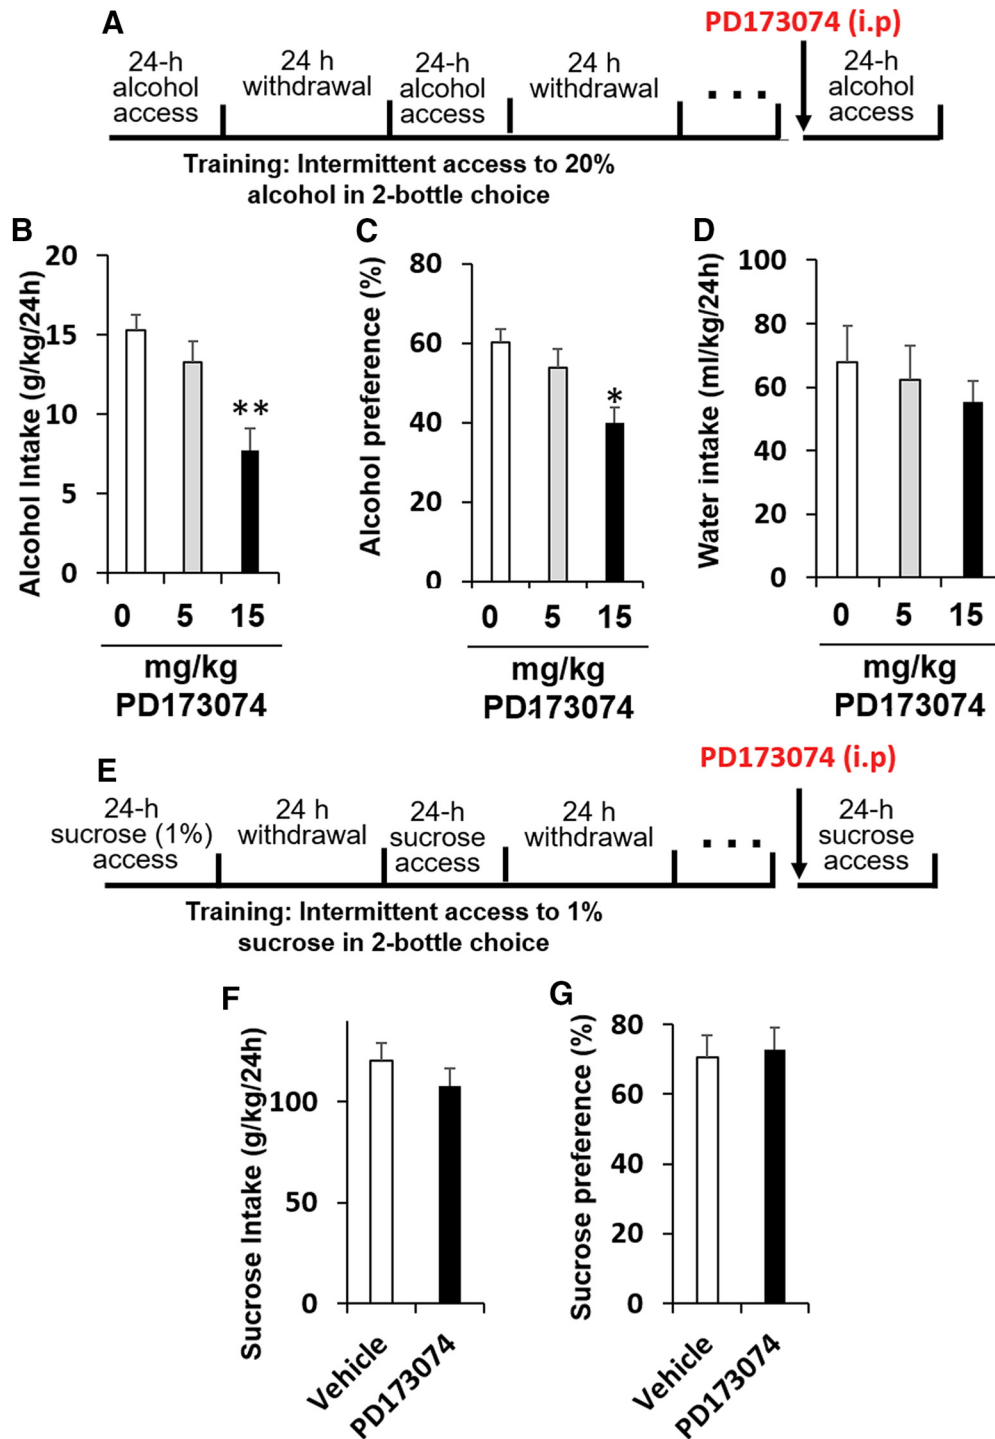 A
PD173074 (i.p)
24-h
alcohol
access
24 h
withdrawal
24-h
alcohol
access
24 h
withdrawal
...
24-h
alcohol
access
Training: Intermittent access to 20%
alcohol in 2-bottle choice
B
Alcohol Intake (g/kg/24h)
20
15
10
5
0
**
0 5 15
mg/kg
PD173074
C
Alcohol preference (%)
80
60
40
20
0
*
0 5 15
mg/kg
PD173074
D
Water intake (ml/kg/24h)
100
80
60
40
20
0
0 5 15
mg/kg
PD173074
E
PD173074 (i.p)
24-h
sucrose (1%)
access
24 h
withdrawal
24-h
sucrose
access
24 h
withdrawal
...
24-h
sucrose
access
Training: Intermittent access to 1%
sucrose in 2-bottle choice
F
Sucrose Intake (g/kg/24h)
100
50
0
Vehicle
PD173074
G
Sucrose preference (%)
80
60
40
20
0
Vehicle
PD173074